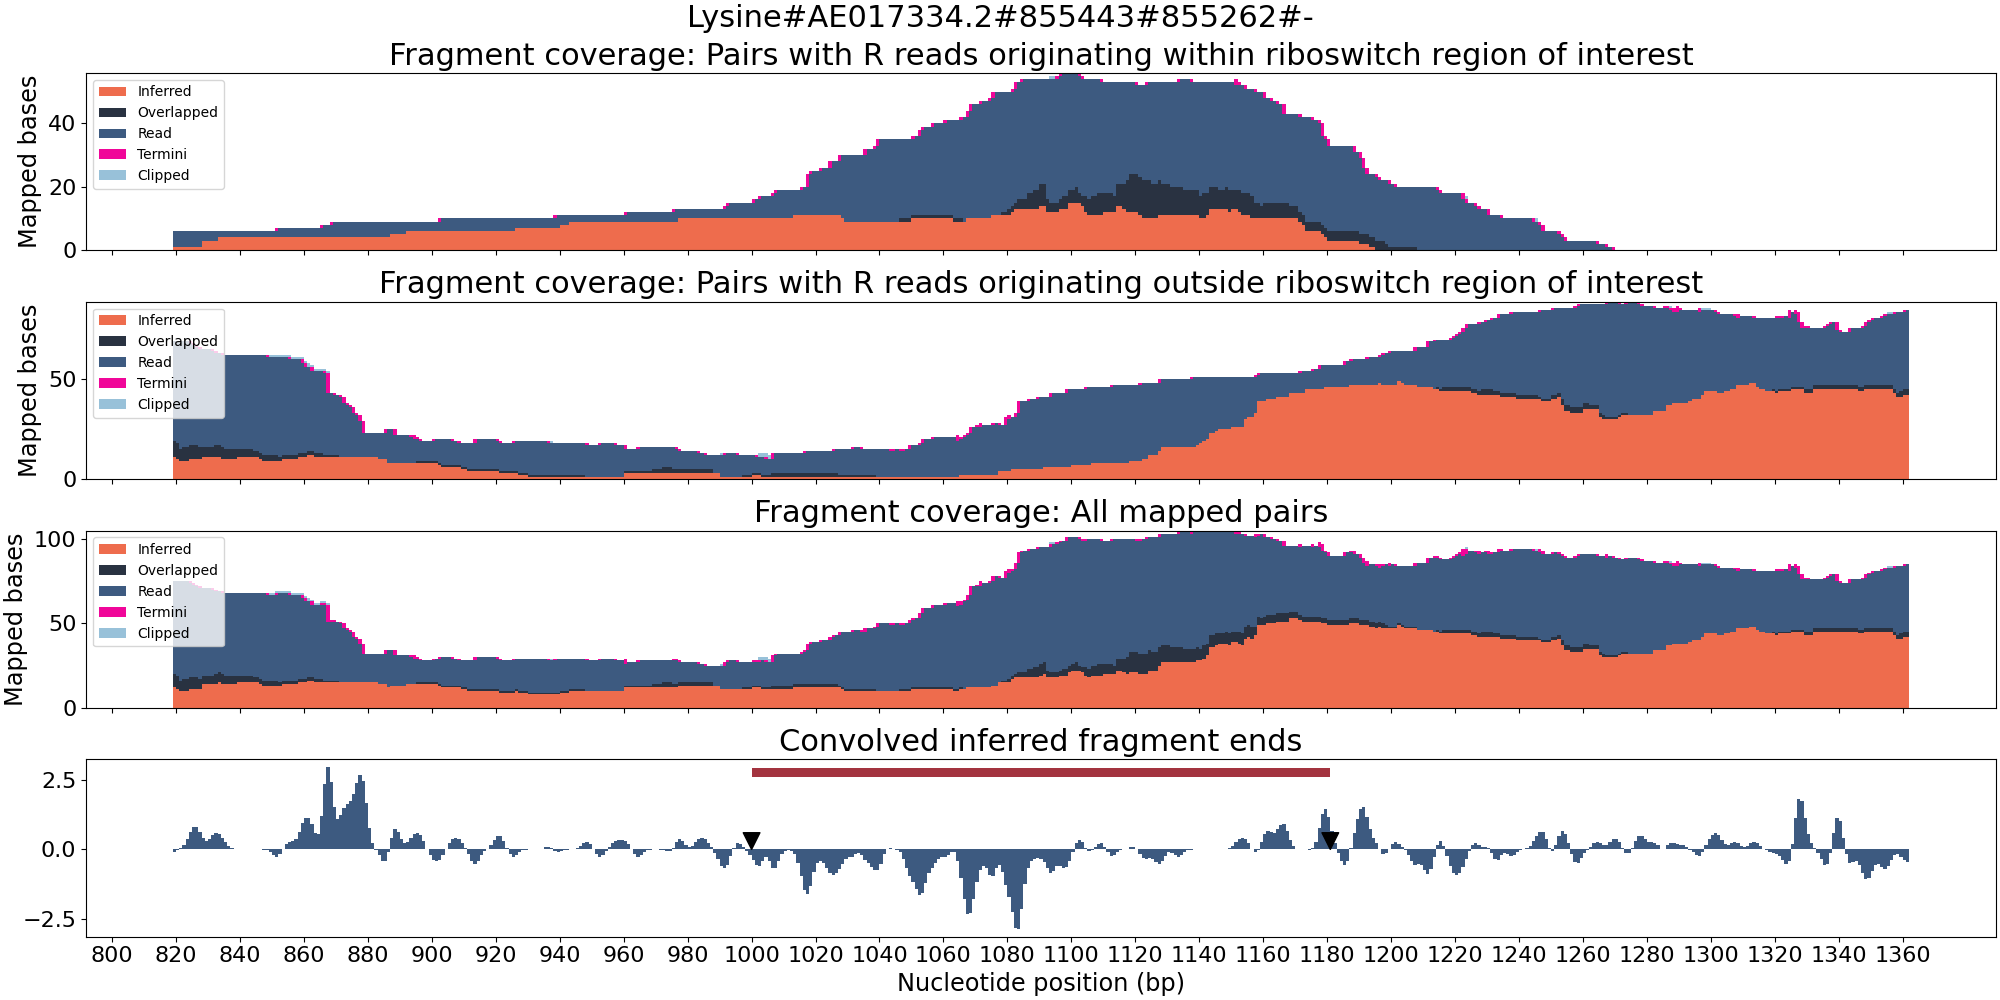 Lysine#AE017334.2#855443#855262#-
Fragment coverage: Pairs with R reads originating within riboswitch region of interest
Mapped bases
40
20
0
Inferred
Overlapped
Read
Termini
Clipped
Fragment coverage: Pairs with R reads originating outside riboswitch region of interest
Mapped bases
50
0
Inferred
Overlapped
Read
Termini
Clipped
Fragment coverage: All mapped pairs
Mapped bases
100
50
0
Inferred
Overlapped
Read
Termini
Clipped
Convolved inferred fragment ends
2.5
0.0
−2.5
800 820 840 860 880 900 920 940 960 980 1000 1020 1040 1060 1080 1100 1120 1140 1160 1180 1200 1220 1240 1260 1280 1300 1320 1340 1360
Nucleotide position (bp)